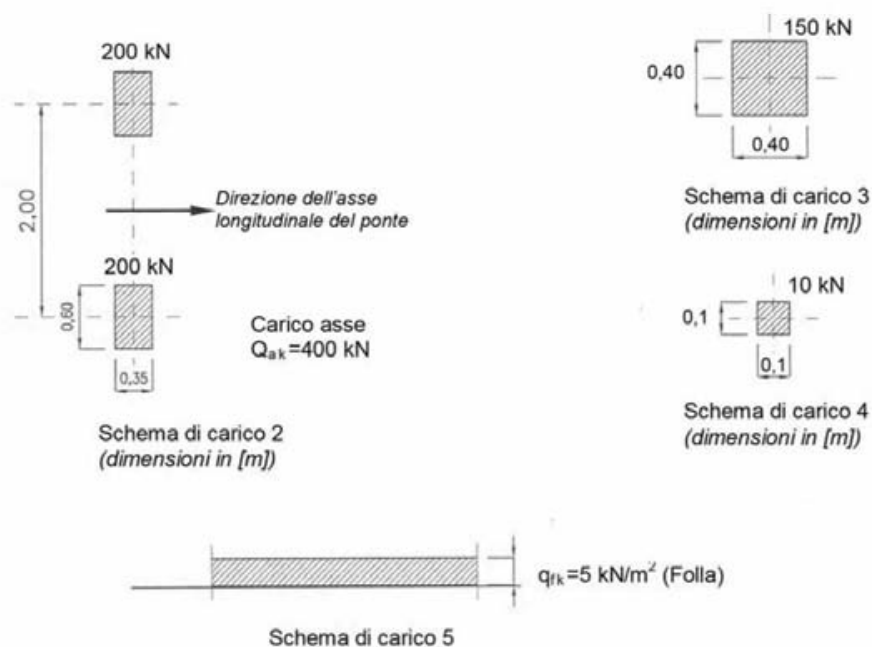 200 kN
2,00
Direzione dell'asse
longitudinale del ponte
200 kN
0,60
0,35
Carico asse
Qak=400 kN
Schema di carico 2
(dimensioni in [m])
150 kN
0,40
0,40
Schema di carico 3
(dimensioni in [m])
10 kN
0,1
0,1
Schema di carico 4
(dimensioni in [m])
qfk=5 kN/m² (Folla)
Schema di carico 5